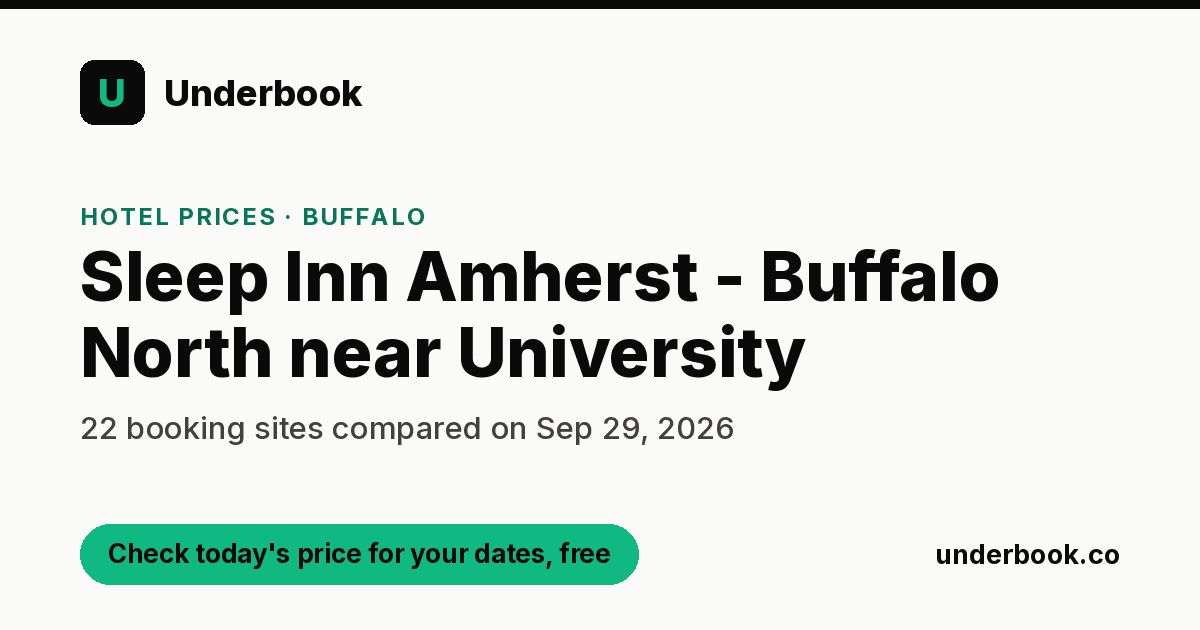 U
Underbook
HOTEL PRICES · BUFFALO
Sleep Inn Amherst - Buffalo
North near University
22 booking sites compared on Sep 29, 2026
Check today's price for your dates, free
underbook.co